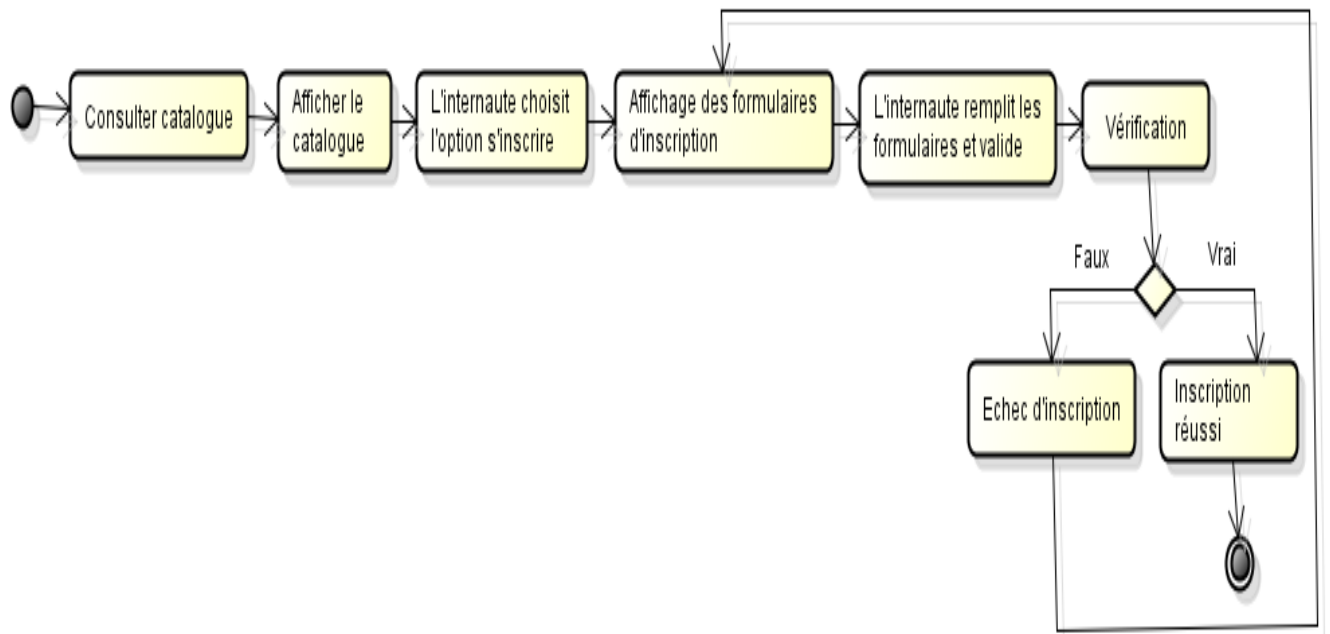 Consulter catalogue
Afficher le
catalogue
L'internaute choisit
l'option s'inscrire
Affichage des formulaires
d'inscription
L'internaute remplit les
formulaires et valide
Vérification
Faux
Vrai
Echec d'inscription
Inscription
réussi